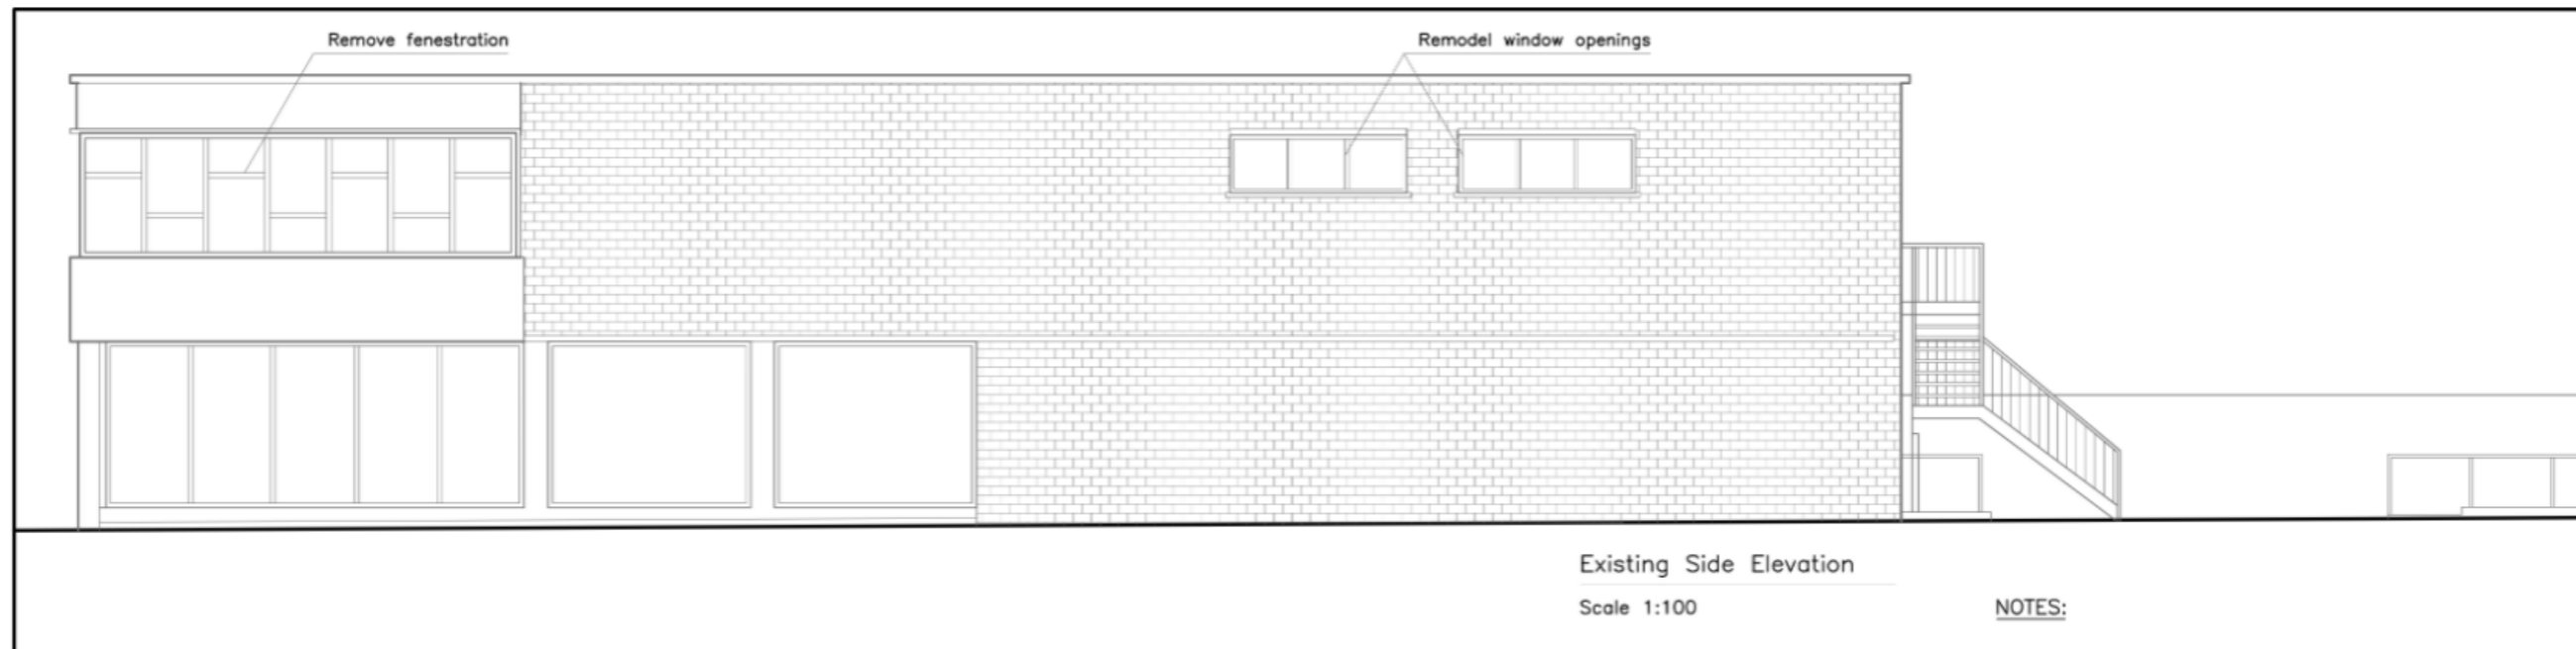 Remove fenestration
Remodel window openings
Existing Side Elevation
Scale 1:100
NOTES: